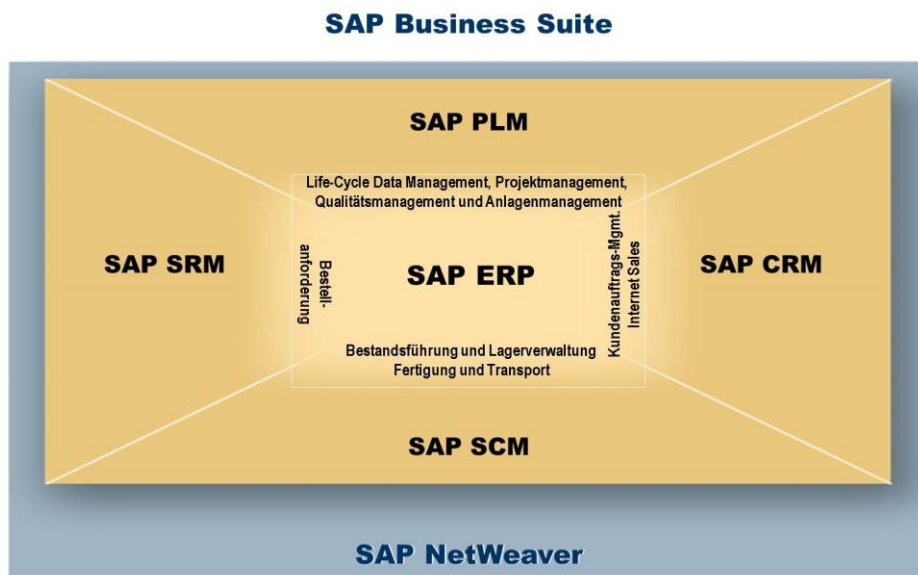 SAP Business Suite
SAP PLM
Life-Cycle Data Management, Projektmanagement,
Qualitätsmanagement und Anlagenmanagement
SAP SRM
Bestell-
anforderung
SAP ERP
Kundenauftrags-Mgmt.
Internet Sales
SAP CRM
Bestandsführung und Lagerverwaltung
Fertigung und Transport
SAP SCM
SAP NetWeaver